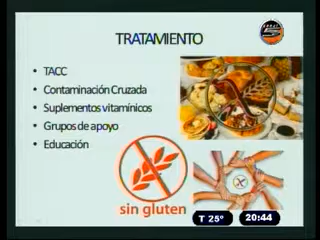 TRATAMIENTO
• TACC
• Contaminación Cruzada
• Suplementos vitamínicos
• Grupos de apoyo
• Educación
sin gluten
T 25° 20:44